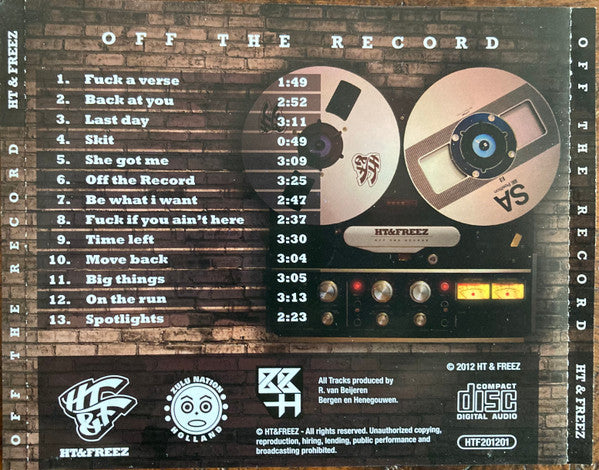 OFF THE RECORD
HT & FREEZ
OFF THE RECORD
1. Fuck a verse 1:49
2. Back at you 2:52
3. Last day 3:11
4. Skit 0:49
5. She got me 3:09
6. Off the Record 3:25
7. Be what i want 2:47
8. Fuck if you ain't here 2:37
9. Time left 3:30
10. Move back 3:04
11. Big things 3:05
12. On the run 3:13
13. Spotlights 2:23
SA
HT&FREEZ
OFF THE RECORD
OFF THE RECORD
HT & FREEZ
HT
&F
HT&FREEZ
ZULU NATION
HOLLAND
All Tracks produced by
R. van Beijeren
Bergen en Henegouwen.
© HT&FREEZ - All rights reserved. Unauthorized copying,
reproduction, hiring, lending, public performance and
broadcasting prohibited.
© 2012 HT & FREEZ
COMPACT
disc
DIGITAL AUDIO
HTF201201